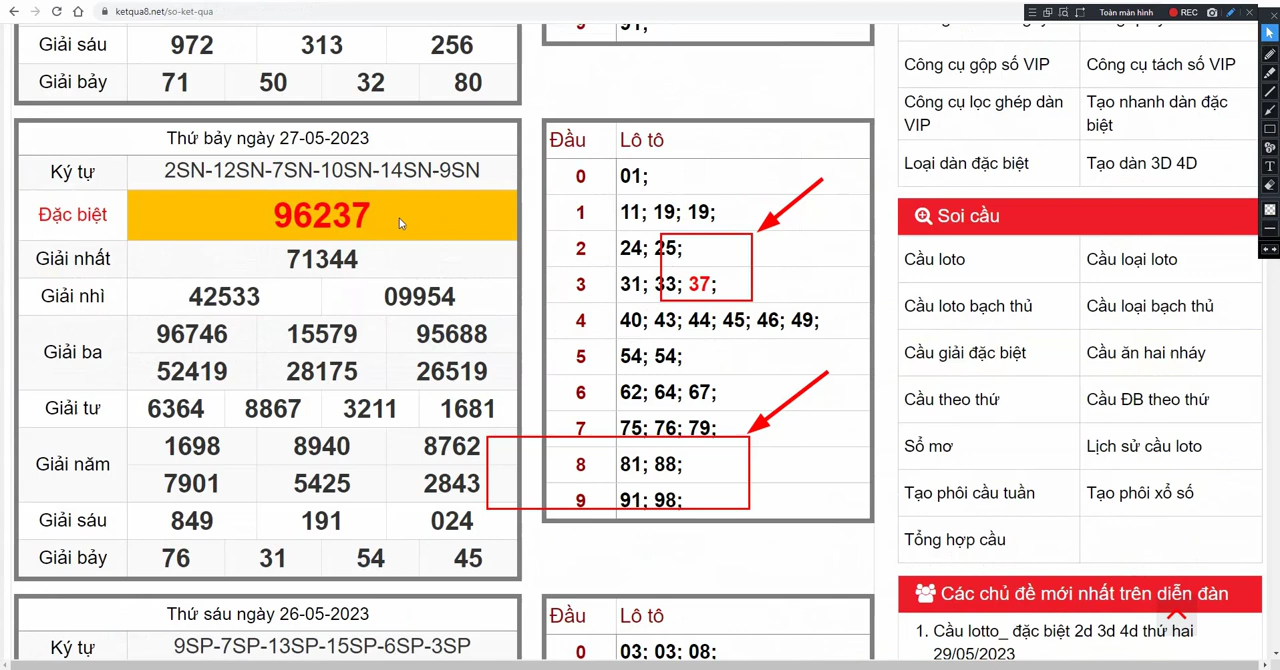 ketqua8.net/so-ket-qua
Toàn màn hình REC
Giải sáu 972 313 256
Giải bảy 71 50 32 80
Thứ bảy ngày 27-05-2023
Ký tự 2SN-12SN-7SN-10SN-14SN-9SN
Đặc biệt 96237
Giải nhất 71344
Giải nhì 42533 09954
Giải ba 96746 15579 95688
52419 28175 26519
Giải tư 6364 8867 3211 1681
Giải năm 1698 8940 8762
7901 5425 2843
Giải sáu 849 191 024
Giải bảy 76 31 54 45
Thứ sáu ngày 26-05-2023
Ký tự 9SP-7SP-13SP-15SP-6SP-3SP
Đầu Lô tô
0 01;
1 11; 19; 19;
2 24; 25;
3 31; 33; 37;
4 40; 43; 44; 45; 46; 49;
5 54; 54;
6 62; 64; 67;
7 75; 76; 79;
8 81; 88;
9 91; 98;
Đầu Lô tô
0 03; 03; 08;
Công cụ gộp số VIP Công cụ tách số VIP
Công cụ lọc ghép dàn VIP
Tạo nhanh dàn đặc biệt
Loại dàn đặc biệt Tạo dàn 3D 4D
Soi cầu
Cầu loto Cầu loại loto
Cầu loto bạch thủ Cầu loại bạch thủ
Cầu giải đặc biệt Cầu ăn hai nháy
Cầu theo thứ Cầu ĐB theo thứ
Sổ mơ Lịch sử cầu loto
Tạo phôi cầu tuần Tạo phôi xổ số
Tổng hợp cầu
Các chủ đề mới nhất trên diễn đàn
1. Cầu lotto_ đặc biệt 2d 3d 4d thứ hai
29/05/2023